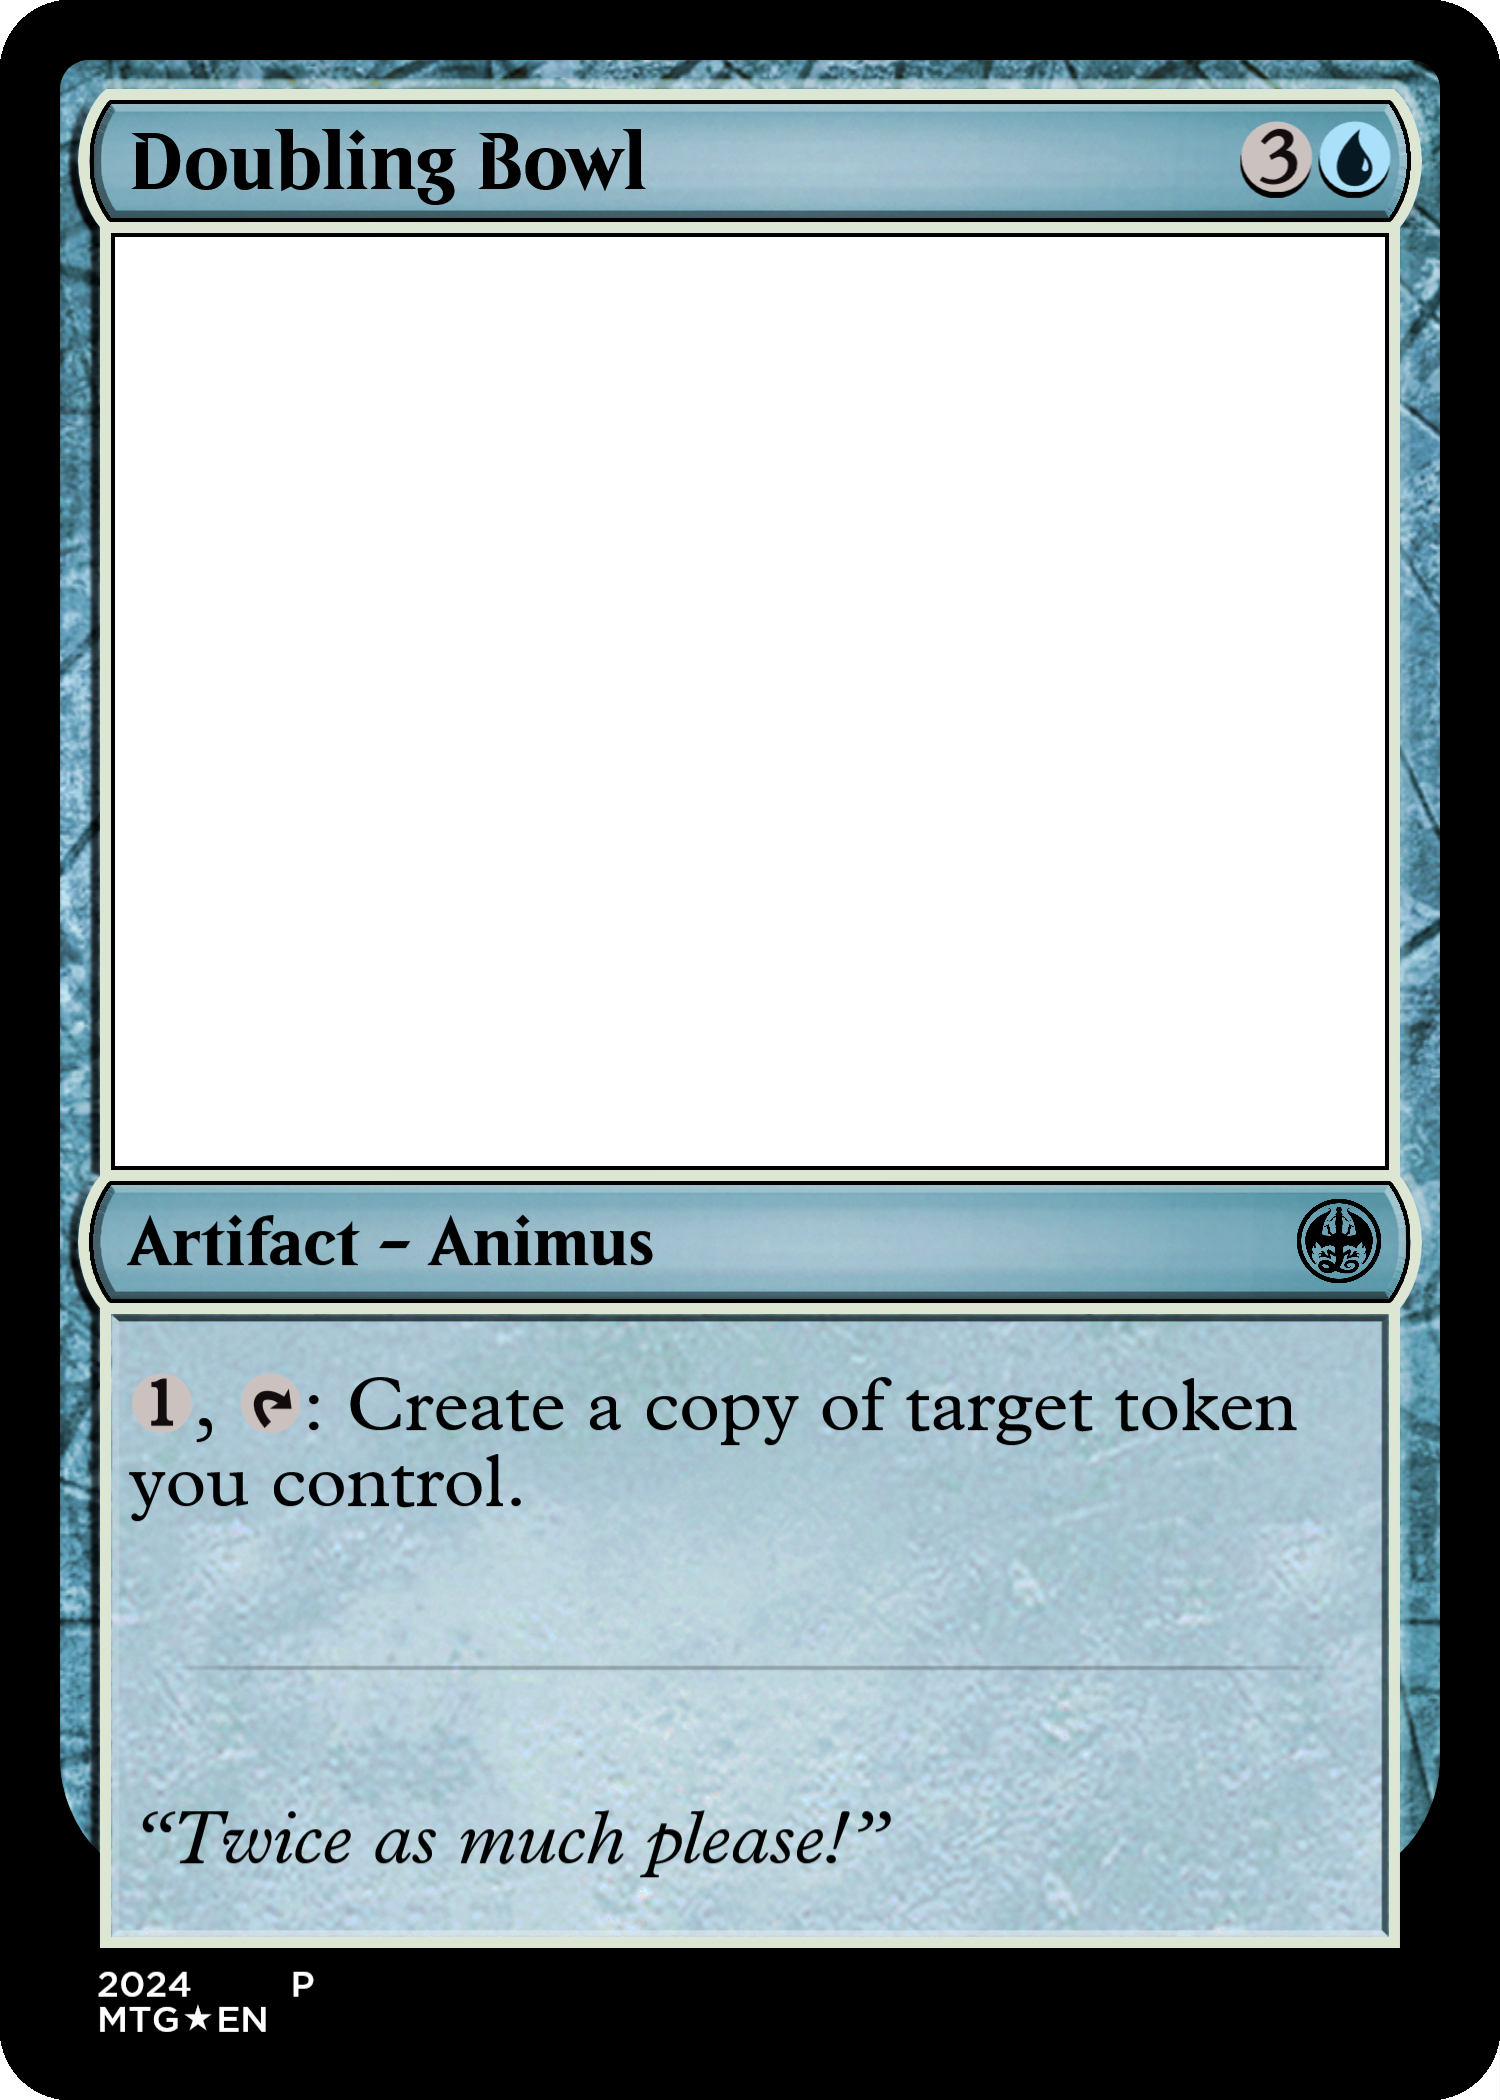 Doubling Bowl 3
Artifact – Animus
1, : Create a copy of target token
you control.
“Twice as much please!”
2024 P
MTG★EN